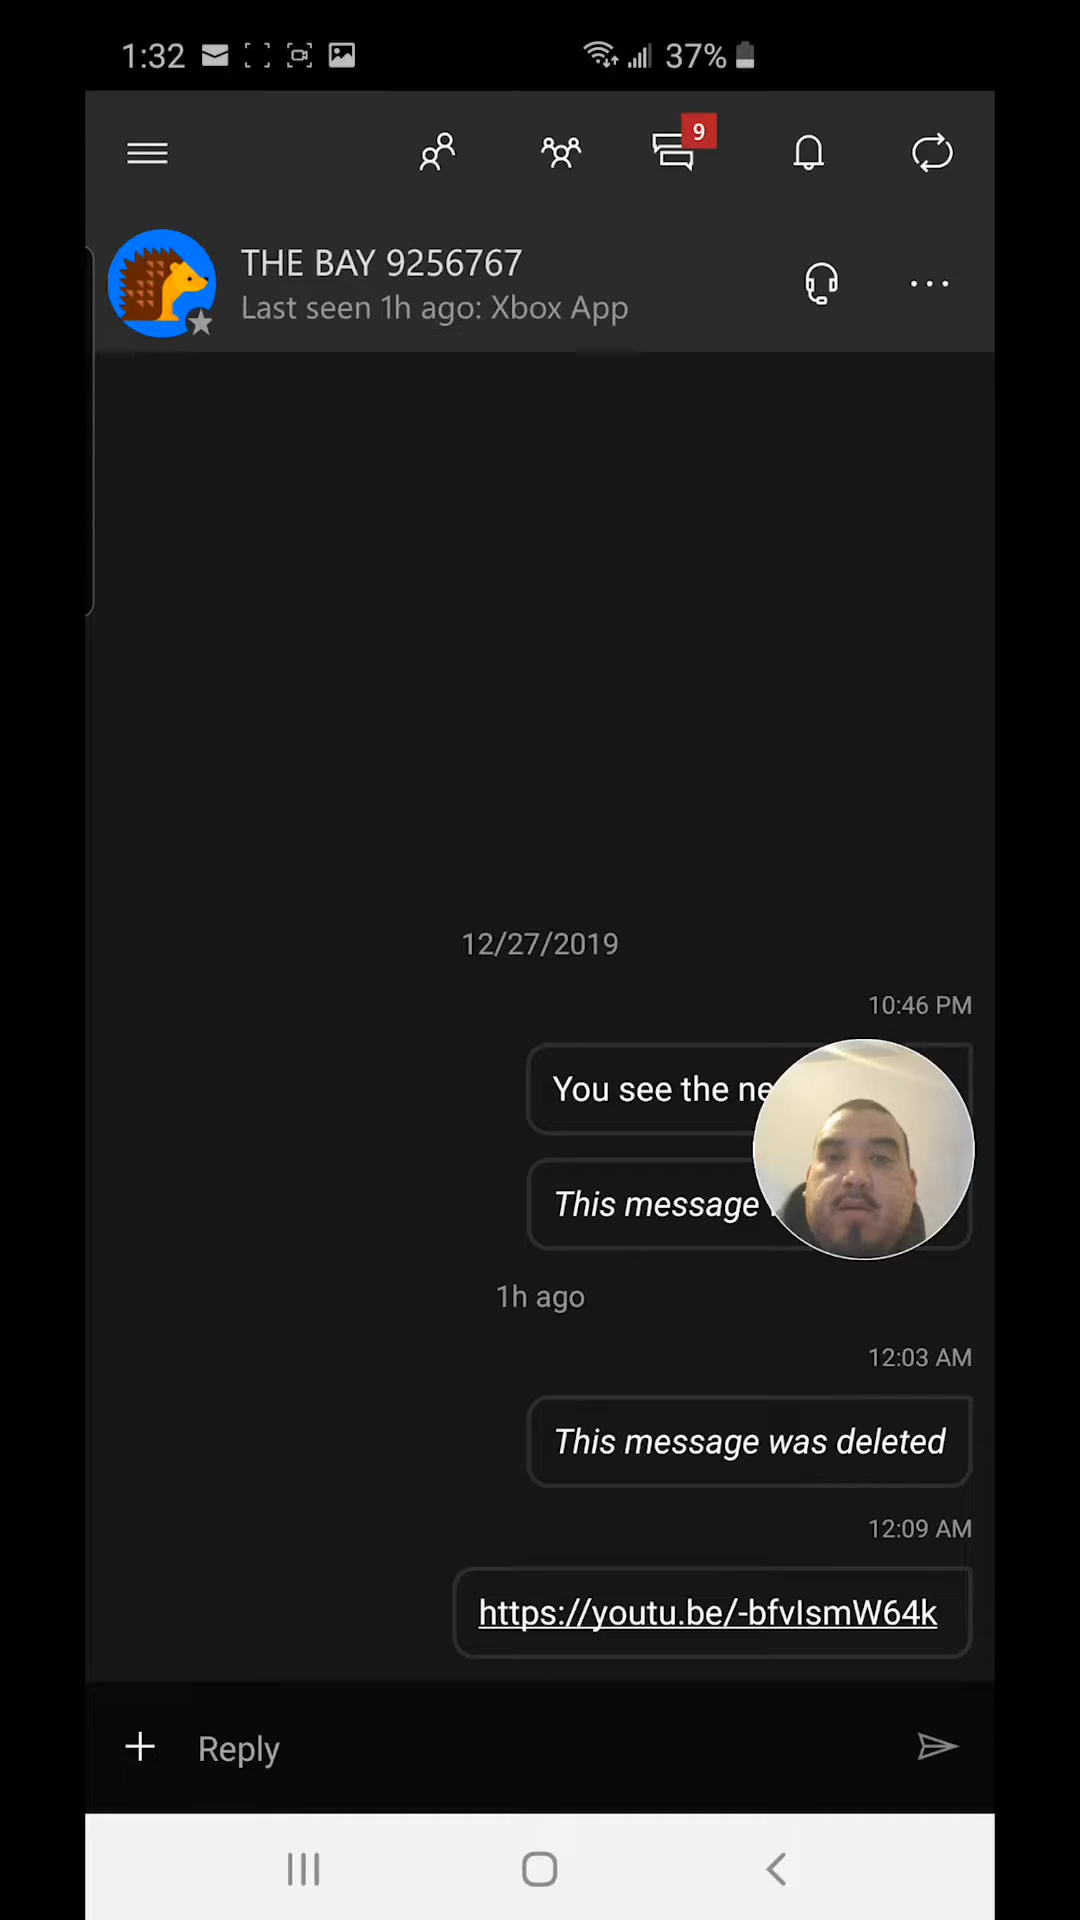 1:32
37%
9
THE BAY 9256767
Last seen 1h ago: Xbox App
12/27/2019
10:46 PM
You see the
This message
1h ago
12:03 AM
This message was deleted
12:09 AM
https://youtu.be/-bfvIsmW64k
Reply